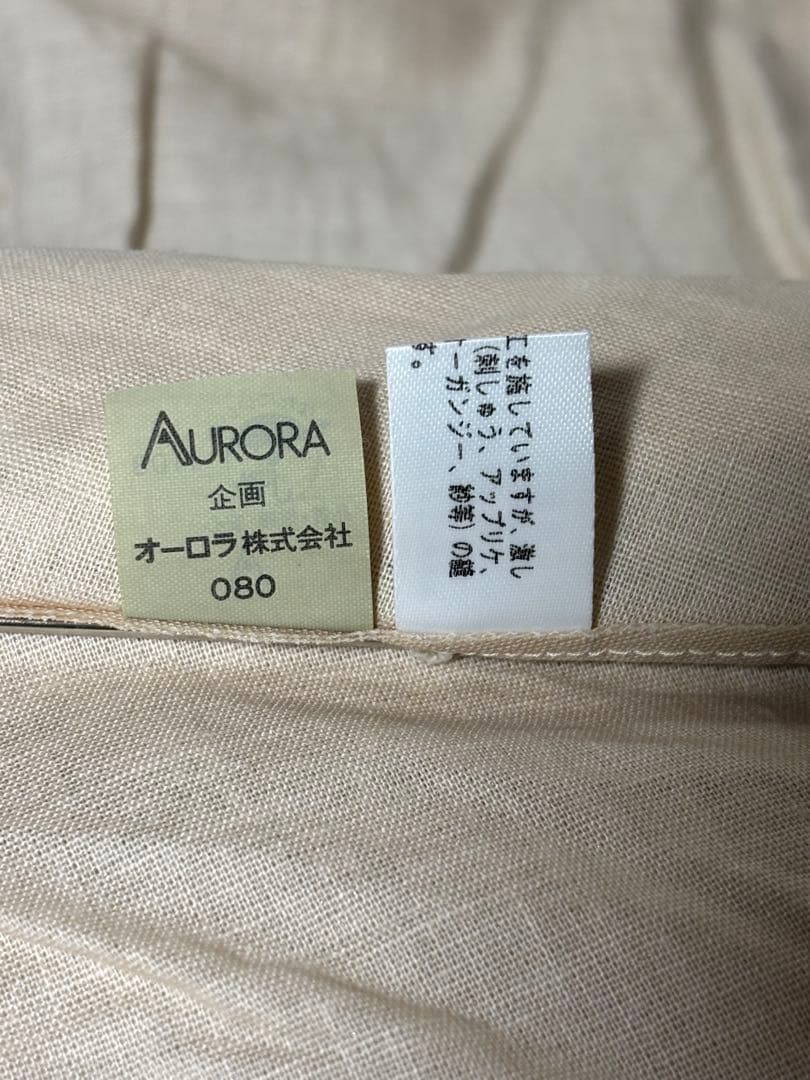 AURORA
企画
オーロラ株式会社
080
工を施していますが、激し
(刺しゅう、アップリケ、
ーガンジー、紗等)の縫
す。